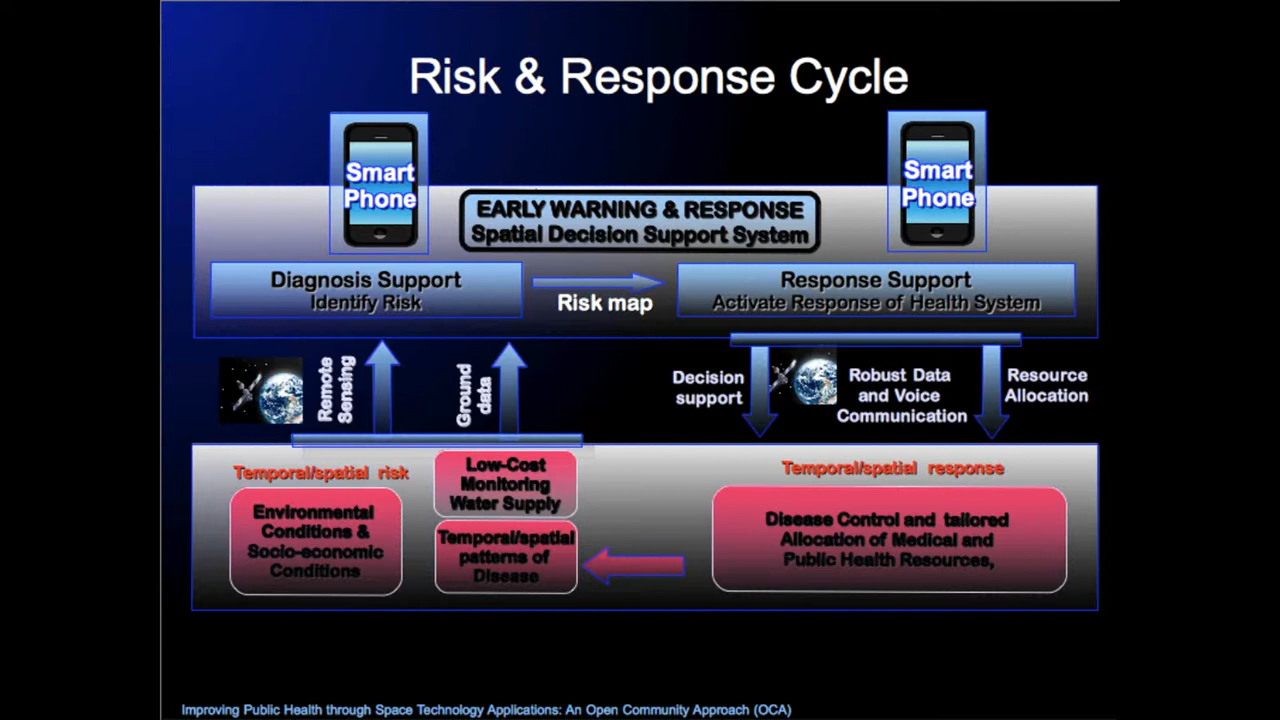 Risk & Response Cycle
Smart
Phone
Smart
Phone
EARLY WARNING & RESPONSE
Spatial Decision Support System
Diagnosis Support
Identify Risk
Risk map
Response Support
Activate Response of Health System
Remote
Sensing
Ground
data
Decision
support
Robust Data
and Voice
Communication
Resource
Allocation
Temporal/spatial risk
Environmental
Conditions &
Socio-economic
Conditions
Low-Cost
Monitoring
Water Supply
Temporal/spatial
patterns of
Disease
Temporal/spatial response
Disease Control and tailored
Allocation of Medical and
Public Health Resources,
Improving Public Health through Space Technology Applications: An Open Community Approach (OCA)